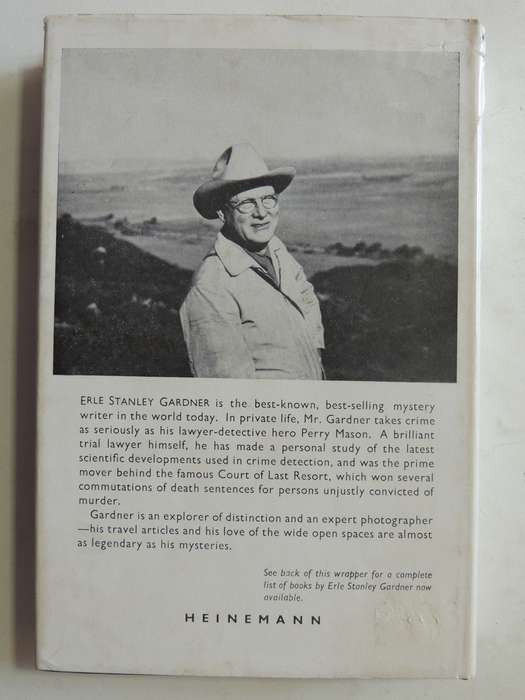 ERLE STANLEY GARDNER is the best-known, best-selling mystery
writer in the world today. In private life, Mr. Gardner takes crime
as seriously as his lawyer-detective hero Perry Mason. A brilliant
trial lawyer himself, he has made a personal study of the latest
scientific developments used in crime detection, and was the prime
mover behind the famous Court of Last Resort, which won several
commutations of death sentences for persons unjustly convicted of
murder.
Gardner is an explorer of distinction and an expert photographer
—his travel articles and his love of the wide open spaces are almost
as legendary as his mysteries.
See back of this wrapper for a complete
list of books by Erle Stanley Gardner now
available.
HEINEMANN